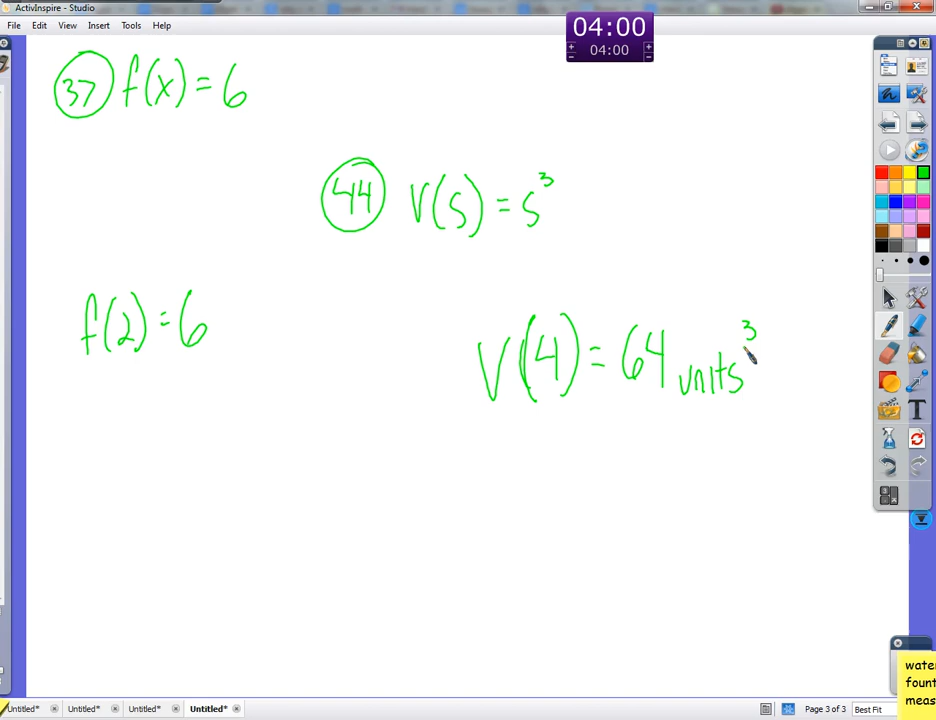 ActivInspire - Studio
File Edit View Insert Tools Help
04:00
04:00
37 f(x) = 6
44 V(s) = s³
f(2) = 6
V(4) = 64 units³
water
fount
meas
Untitled* Untitled* Untitled* Untitled*
Page 3 of 3 Best Fit